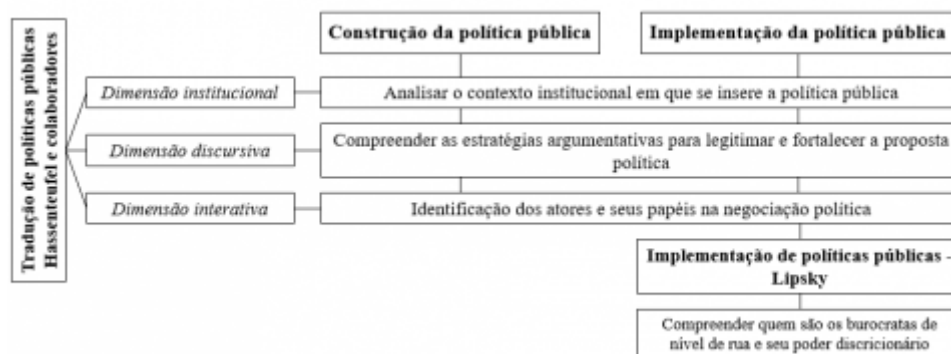 Tradução de políticas públicas
Hassenteufel e colaboradores
Construção da política pública
Implementação da política pública
Dimensão institucional
Analisar o contexto institucional em que se insere a política pública
Dimensão discursiva
Compreender as estratégias argumentativas para legitimar e fortalecer a proposta
política
Dimensão interativa
Identificação dos atores e seus papéis na negociação política
Implementação de políticas públicas -
Lipsky
Compreender quem são os burocratas de
nível de rua e seu poder discricionário